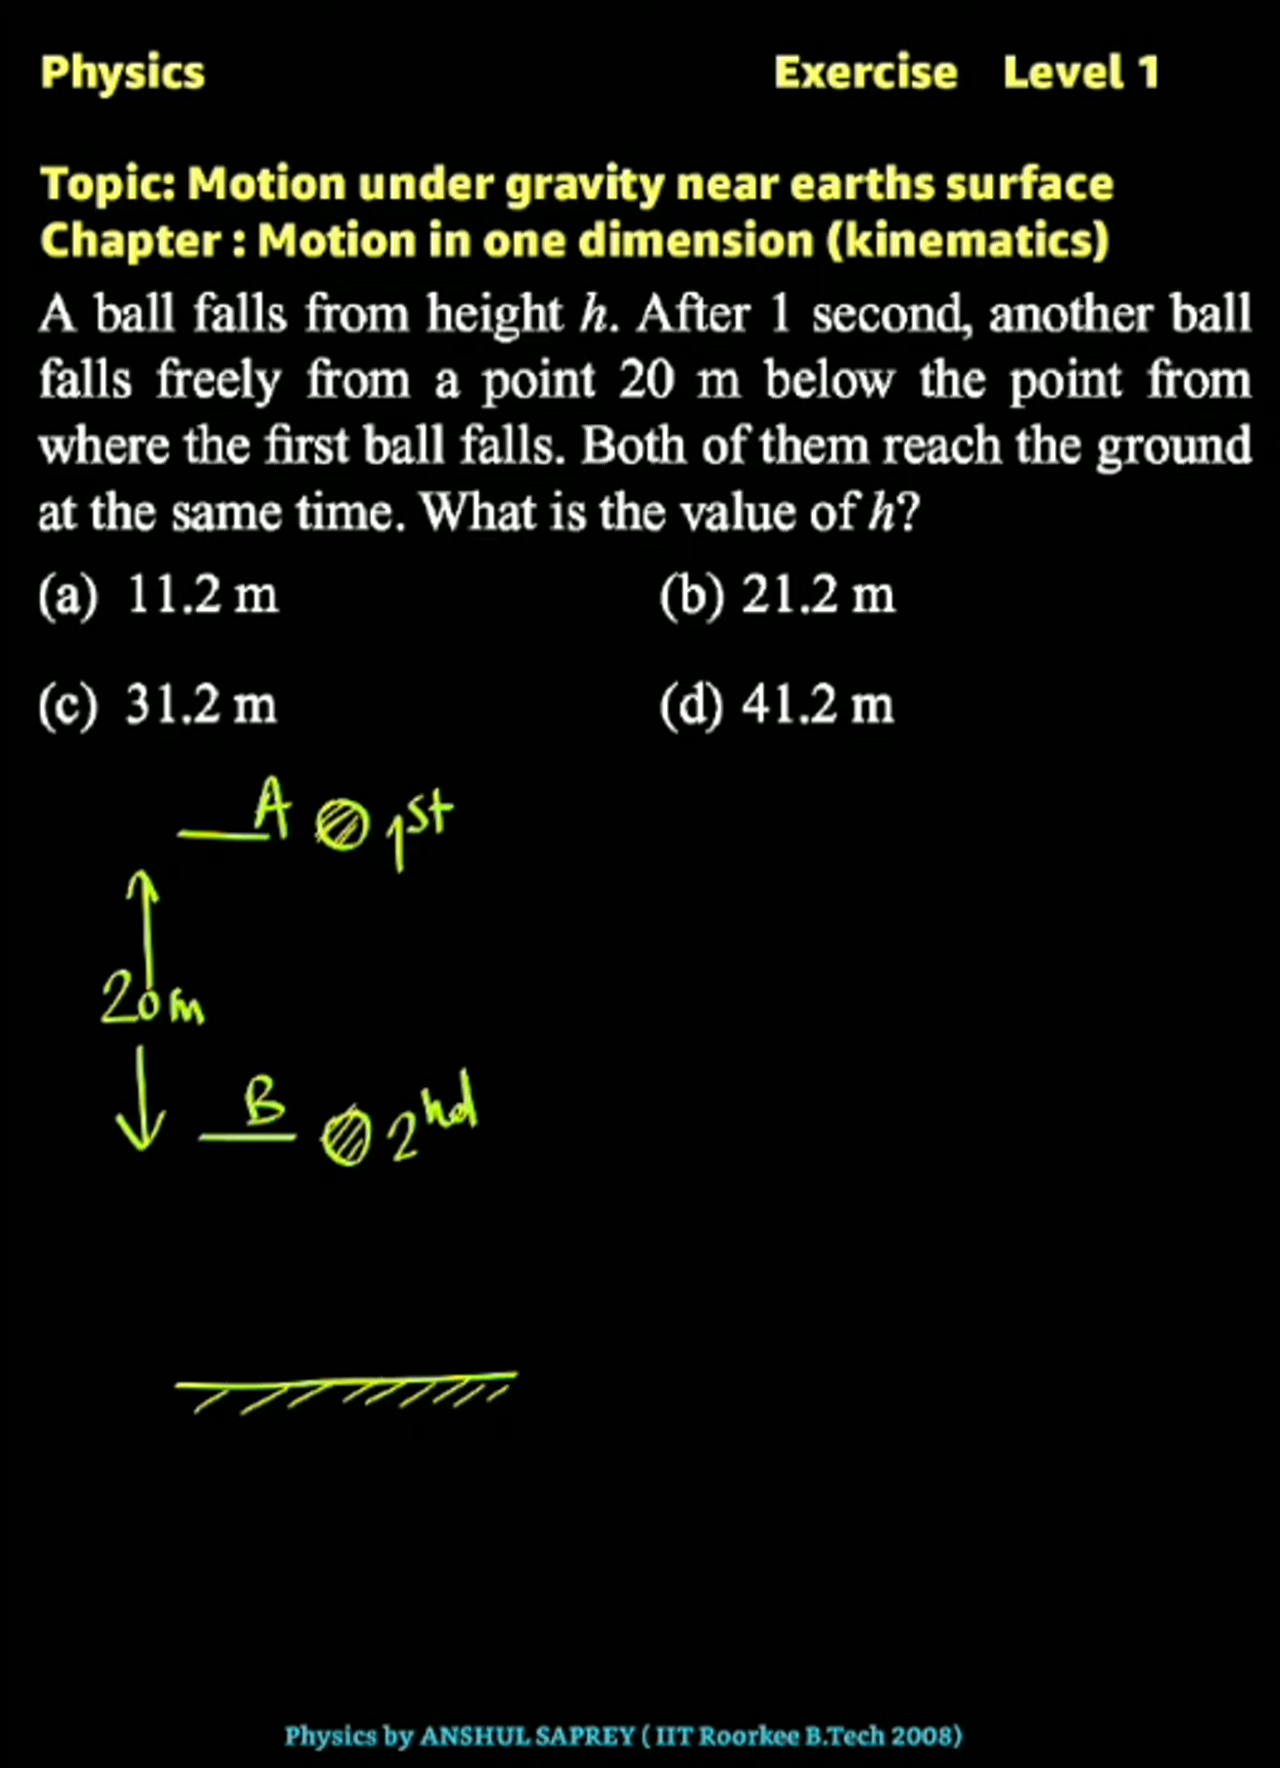 Physics Exercise Level 1
Topic: Motion under gravity near earths surface
Chapter : Motion in one dimension (kinematics)
A ball falls from height h. After 1 second, another ball
falls freely from a point 20 m below the point from
where the first ball falls. Both of them reach the ground
at the same time. What is the value of h?
(a) 11.2 m (b) 21.2 m
(c) 31.2 m (d) 41.2 m
A 1st
20m
B 2nd
Physics by ANSHUL SAPREY ( IIT Roorkee B.Tech 2008)